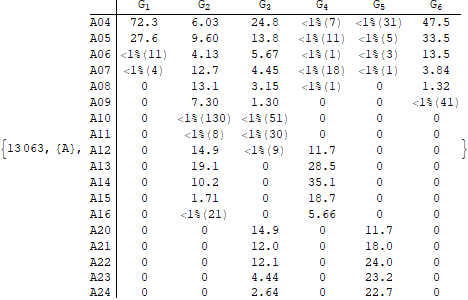 G1 G2 G3 G4 G5 G6
A04 72.3 6.03 24.8 <1%(7) <1%(31) 47.5
A05 27.6 9.60 13.8 <1%(11) <1%(5) 33.5
A06 <1%(11) 4.13 5.67 <1%(1) <1%(3) 13.5
A07 <1%(4) 12.7 4.45 <1%(18) <1%(1) 3.84
A08 0 13.1 3.15 <1%(1) 0 1.32
A09 0 7.30 1.30 0 0 <1%(41)
A10 0 <1%(130) <1%(51) 0 0 0
A11 0 <1%(8) <1%(30) 0 0 0
{13063, {A}, A12 0 14.9 <1%(9) 11.7 0 0 }
A13 0 19.1 0 28.5 0 0
A14 0 10.2 0 35.1 0 0
A15 0 1.71 0 18.7 0 0
A16 0 <1%(21) 0 5.66 0 0
A20 0 0 14.9 0 11.7 0
A21 0 0 12.0 0 18.0 0
A22 0 0 12.1 0 24.0 0
A23 0 0 4.44 0 23.2 0
A24 0 0 2.64 0 22.7 0